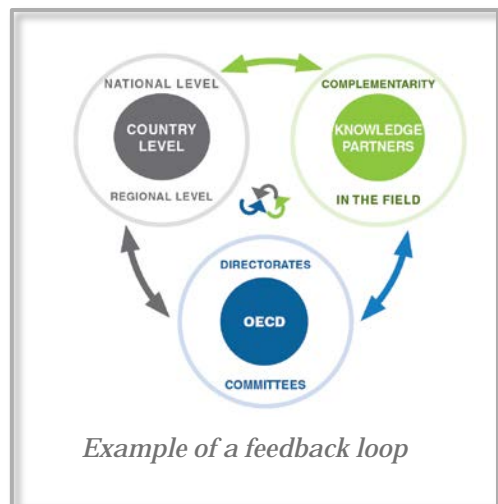 NATIONAL LEVEL
COUNTRY
LEVEL
REGIONAL LEVEL
COMPLEMENTARITY
KNOWLEDGE
PARTNERS
IN THE FIELD
DIRECTORATES
OECD
COMMITTEES
Example of a feedback loop